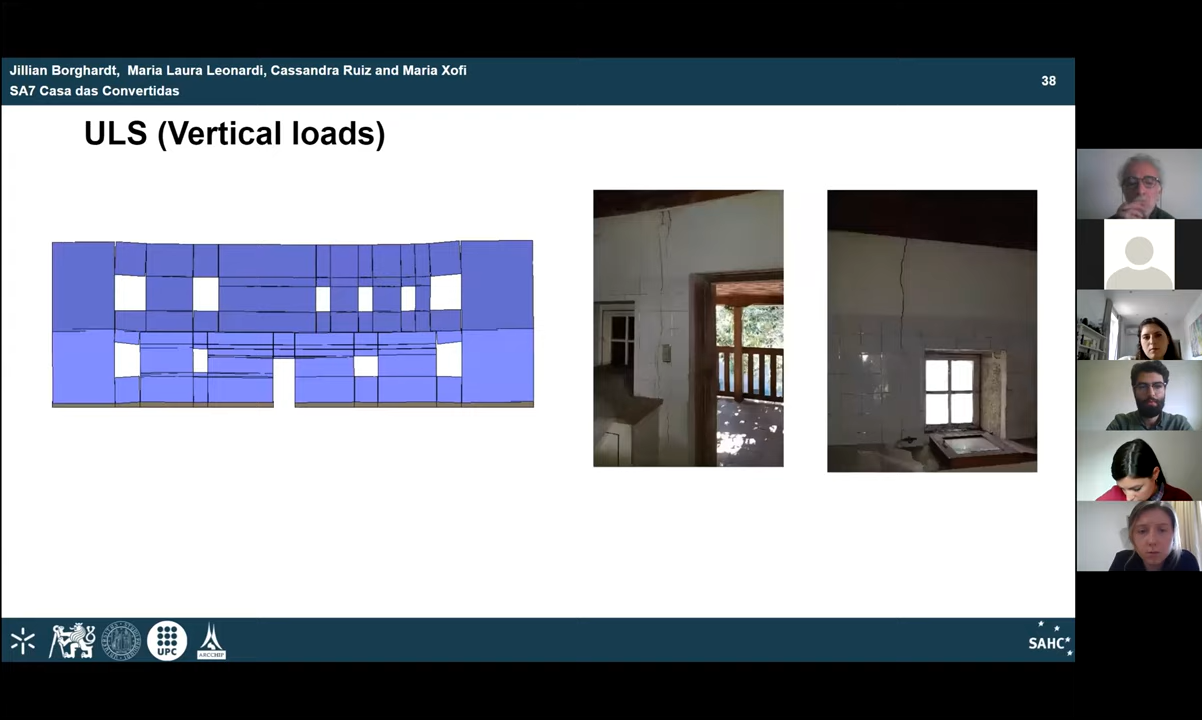 Jillian Borghardt,  Maria Laura Leonardi, Cassandra Ruiz and Maria Xofi
SA7 Casa das Convertidas
38
ULS (Vertical loads)
UPC
ARCCHIP
SAHC